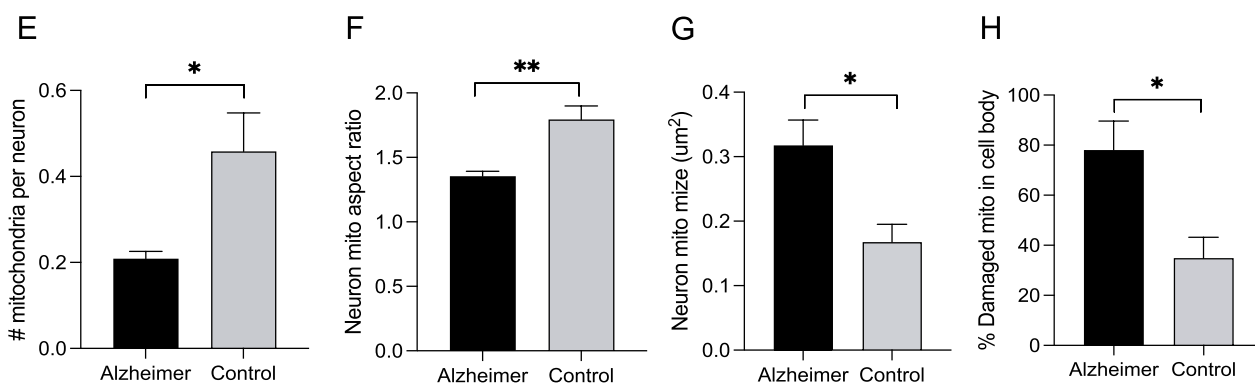 E
# mitochondria per neuron
0.6
0.4
0.2
0.0
*
Alzheimer Control
F
Neuron mito aspect ratio
2.0
1.5
1.0
0.5
0.0
**
Alzheimer Control
G
Neuron mito mize (um²)
0.4
0.3
0.2
0.1
0.0
*
Alzheimer Control
H
% Damaged mito in cell body
100
80
60
40
20
0
*
Alzheimer Control